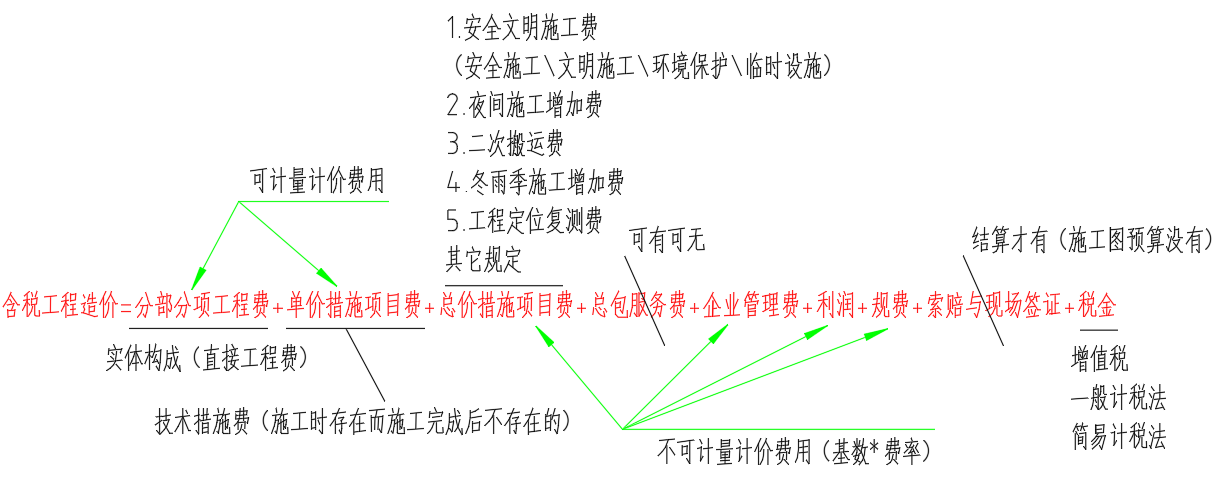 1.安全文明施工费
（安全施工\文明施工\环境保护\临时设施）
2.夜间施工增加费
3.二次搬运费
4.冬雨季施工增加费
5.工程定位复测费
其它规定
可计量计价费用
可有可无
结算才有（施工图预算没有）
含税工程造价=分部分项工程费+单价措施项目费+总价措施项目费+总包服务费+企业管理费+利润+规费+索赔与现场签证+税金
实体构成（直接工程费）
技术措施费（施工时存在而施工完成后不存在的）
不可计量计价费用（基数*费率）
增值税
一般计税法
简易计税法